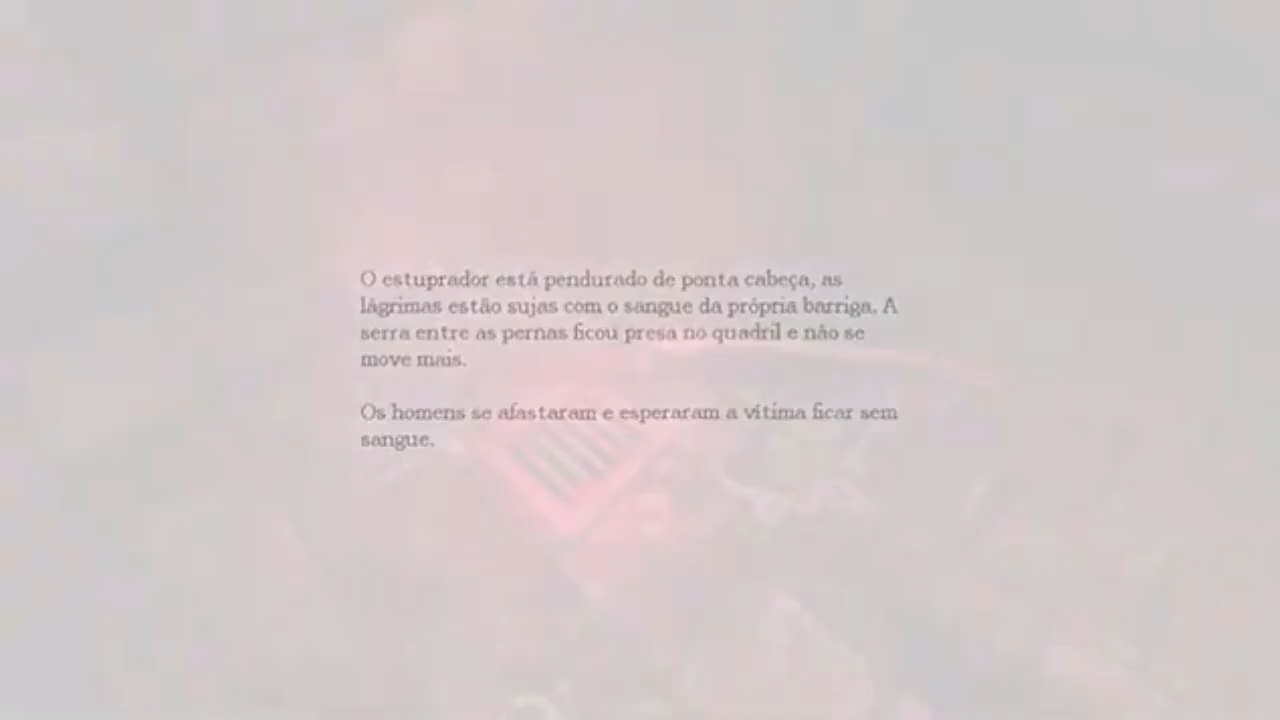 O estuprador está pendurado de ponta cabeça, as
lágrimas estão sujas com o sangue da própria barriga. A
serra entre as pernas ficou presa no quadril e não se
move mais.
Os homens se afastaram e esperaram a vítima ficar sem
sangue.